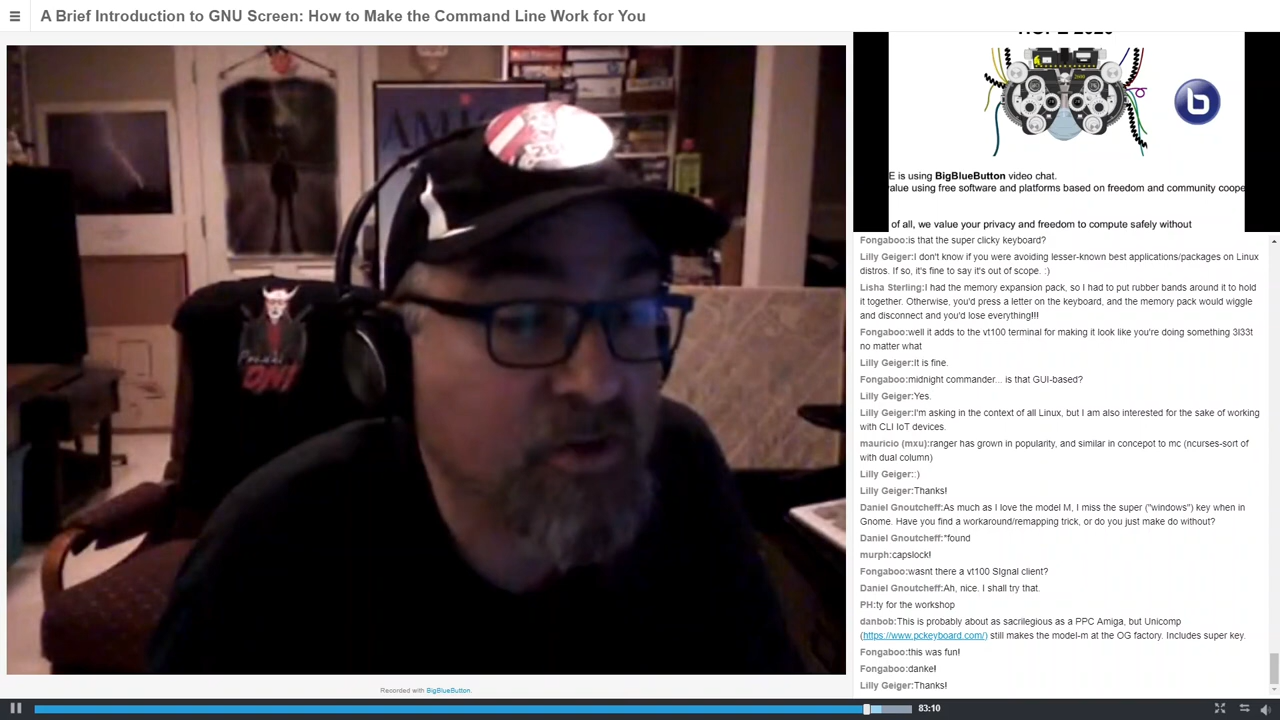 A Brief Introduction to GNU Screen: How to Make the Command Line Work for You
HOPE 2020
b
E is using BigBlueButton video chat.
alue using free software and platforms based on freedom and community coope
of all, we value your privacy and freedom to compute safely without
Fongaboo:is that the super clicky keyboard?
Lilly Geiger:I don't know if you were avoiding lesser-known best applications/packages on Linux
distros. If so, it's fine to say it's out of scope. :)
Lisha Sterling:I had the memory expansion pack, so I had to put rubber bands around it to hold
it together. Otherwise, you'd press a letter on the keyboard, and the memory pack would wiggle
and disconnect and you'd lose everything!!!
Fongaboo:well it adds to the vt100 terminal for making it look like you're doing something 3l33t
no matter what
Lilly Geiger:It is fine.
Fongaboo:midnight commander... is that GUI-based?
Lilly Geiger:Yes.
Lilly Geiger:I'm asking in the context of all Linux, but I am also interested for the sake of working
with CLI IoT devices.
mauricio (mxu):ranger has grown in popularity, and similar in concepot to mc (ncurses-sort of
with dual column)
Lilly Geiger::)
Lilly Geiger:Thanks!
Daniel Gnoutcheff:As much as I love the model M, I miss the super ("windows") key when in
Gnome. Have you find a workaround/remapping trick, or do you just make do without?
Daniel Gnoutcheff:*found
murph:capslock!
Fongaboo:wasnt there a vt100 SIgnal client?
Daniel Gnoutcheff:Ah, nice. I shall try that.
PH:ty for the workshop
danbob:This is probably about as sacrilegious as a PPC Amiga, but Unicomp
(https://www.pckeyboard.com/) still makes the model-m at the OG factory. Includes super key.
Fongaboo:this was fun!
Fongaboo:danke!
Lilly Geiger:Thanks!
Recorded with BigBlueButton.
83:10